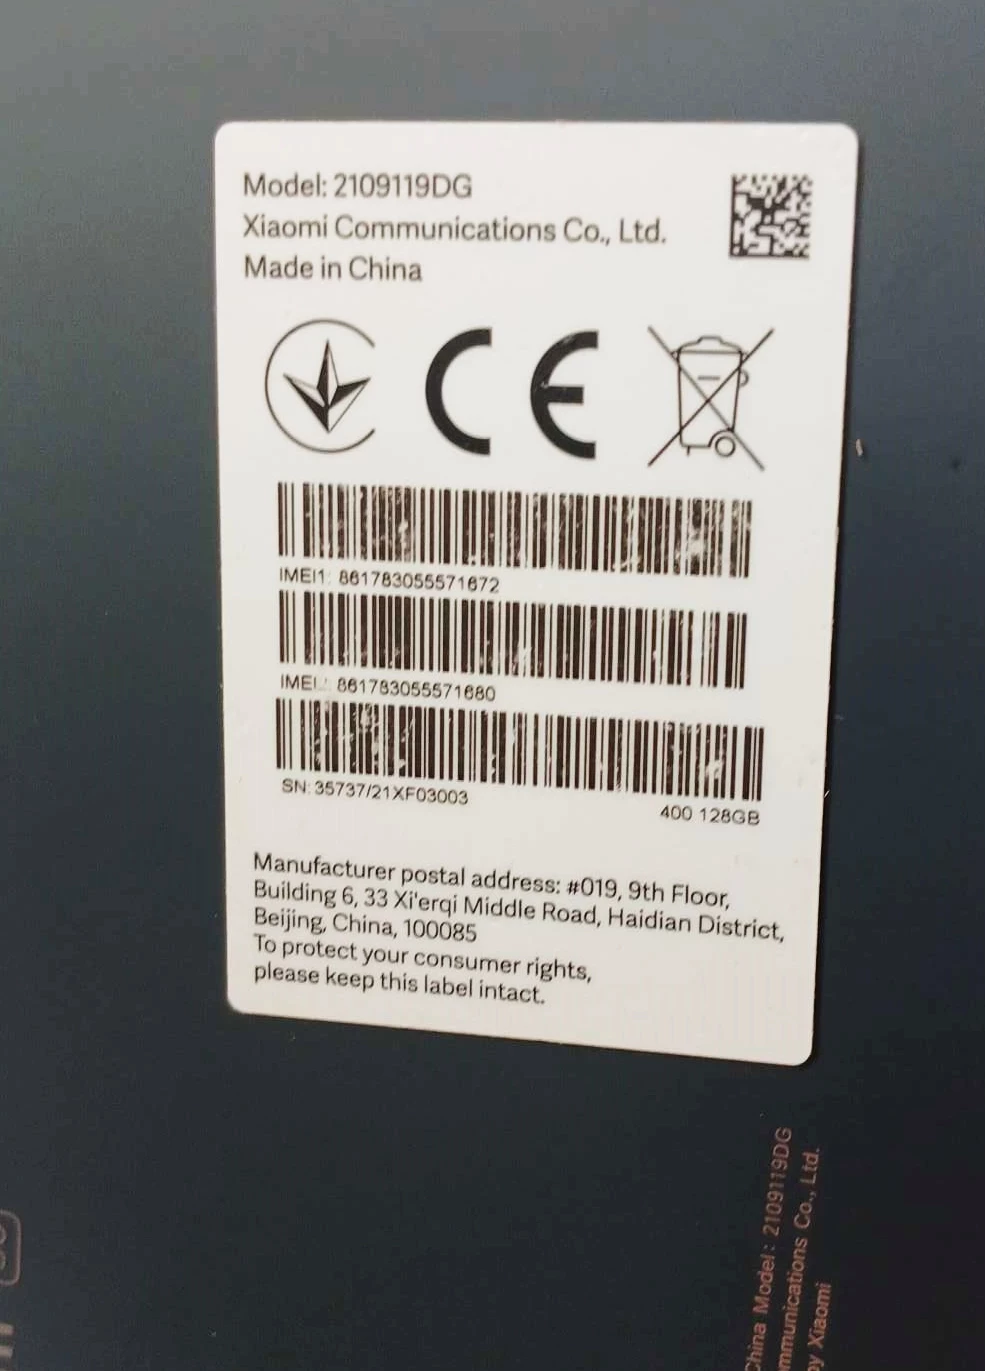 Model: 2109119DG
Xiaomi Communications Co., Ltd.
Made in China
CE
IMEI1: 861783055571672
861783055571680
SN: 35737/21XF03003
400 128GB
Manufacturer postal address: #019, 9th Floor,
Building 6, 33 Xi'erqi Middle Road, Haidian District,
Beijing, China, 100085
To protect your consumer rights,
please keep this label intact.
China Model: 2109119DG
Co., Ltd.
by Xiaomi